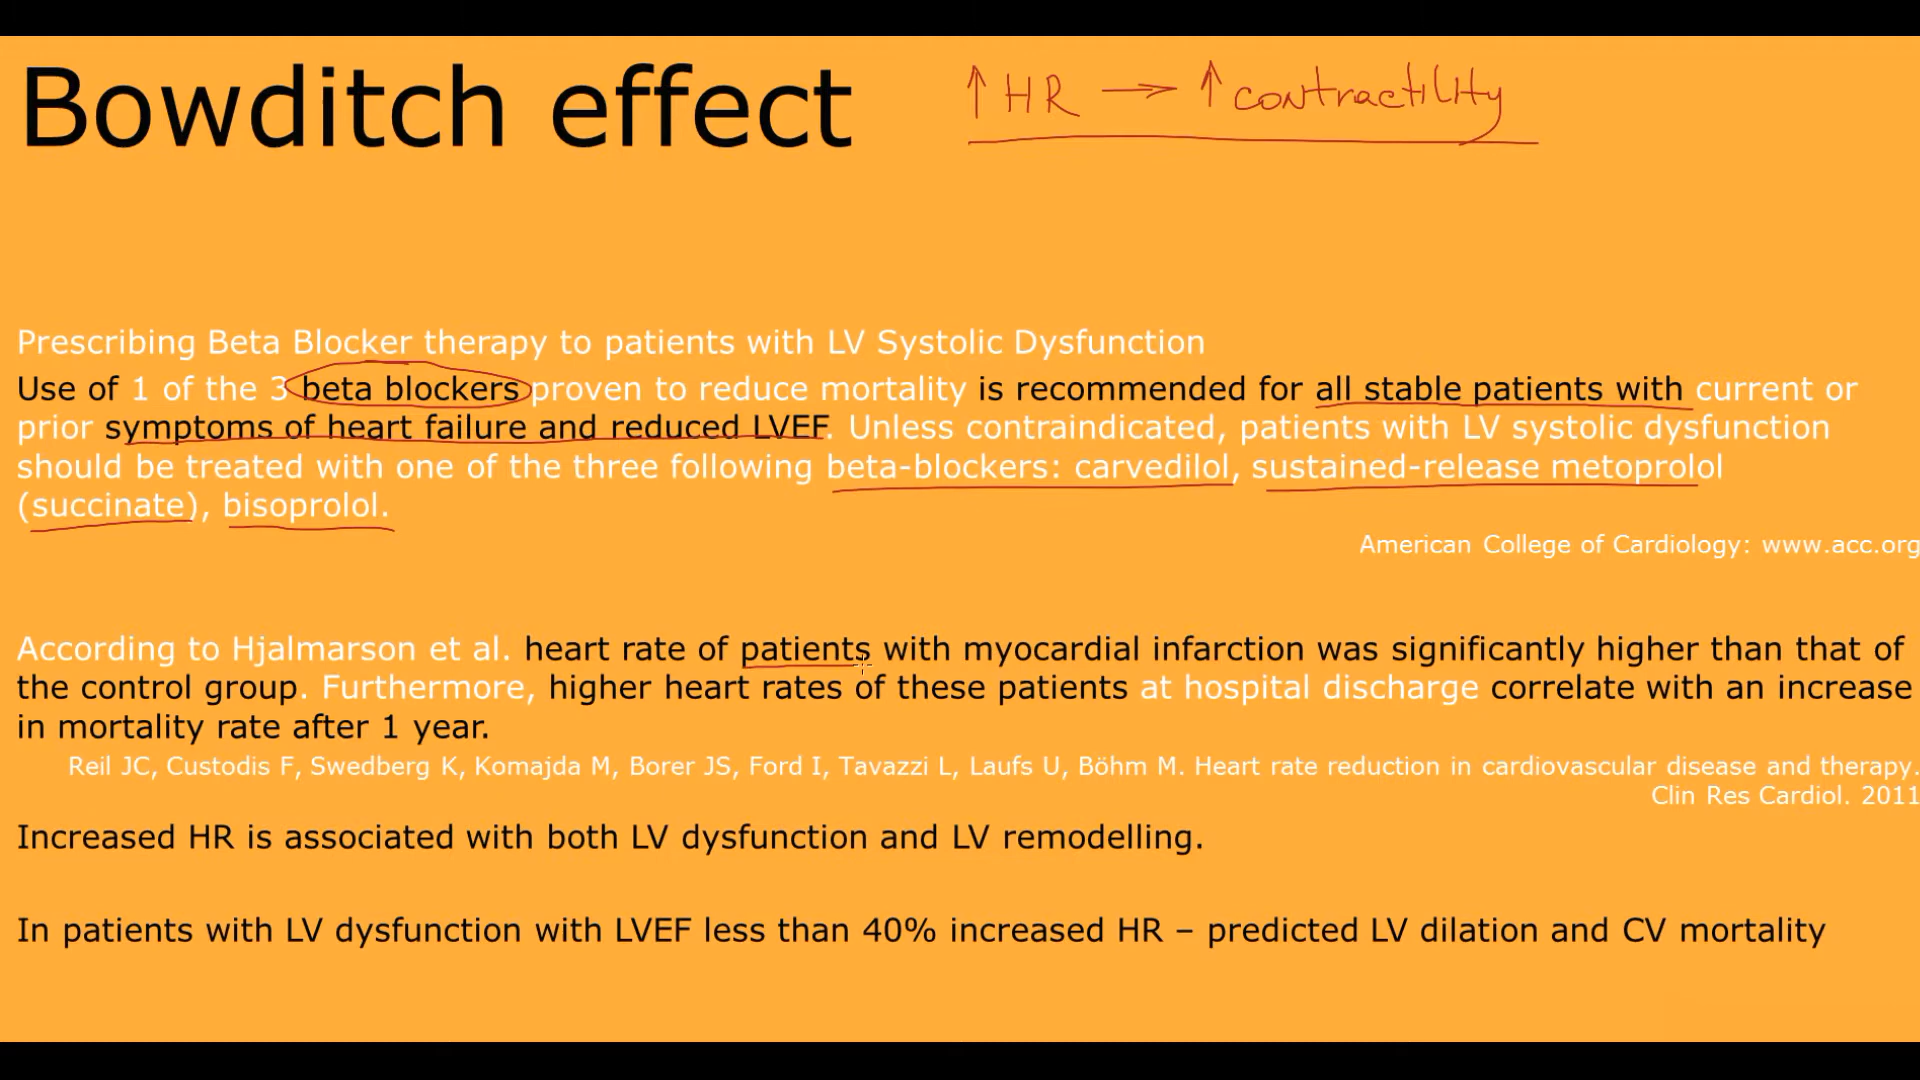 Bowditch effect ↑ HR → ↑ contractility
Prescribing Beta Blocker therapy to patients with LV Systolic Dysfunction
Use of 1 of the 3 beta blockers proven to reduce mortality is recommended for all stable patients with current or
prior symptoms of heart failure and reduced LVEF. Unless contraindicated, patients with LV systolic dysfunction
should be treated with one of the three following beta-blockers: carvedilol, sustained-release metoprolol
(succinate), bisoprolol.
American College of Cardiology: www.acc.org
According to Hjalmarson et al. heart rate of patients with myocardial infarction was significantly higher than that of
the control group. Furthermore, higher heart rates of these patients at hospital discharge correlate with an increase
in mortality rate after 1 year.
Reil JC, Custodis F, Swedberg K, Komajda M, Borer JS, Ford I, Tavazzi L, Laufs U, Böhm M. Heart rate reduction in cardiovascular disease and therapy.
Clin Res Cardiol. 2011
Increased HR is associated with both LV dysfunction and LV remodelling.
In patients with LV dysfunction with LVEF less than 40% increased HR – predicted LV dilation and CV mortality